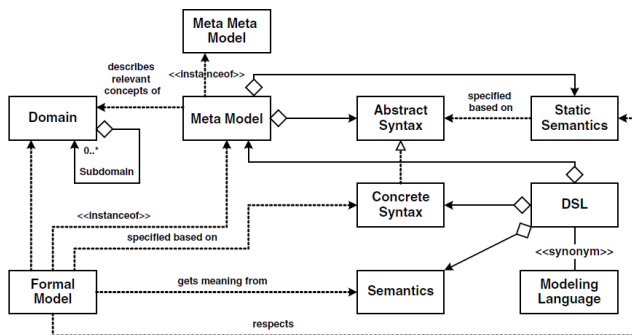 Meta Meta
Model
describes
relevant
concepts of
<<instanceof>>
Domain
Meta Model
Abstract
Syntax
specified
based on
Static
Semantics
0..*
Subdomain
<<instanceof>>
specified based on
Concrete
Syntax
DSL
<<synonym>>
Formal
Model
gets meaning from
Semantics
Modeling
Language
respects